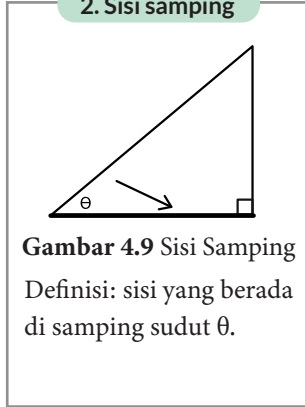 2. Sisi samping
θ
Gambar 4.9 Sisi Samping
Definisi: sisi yang berada
di samping sudut θ.